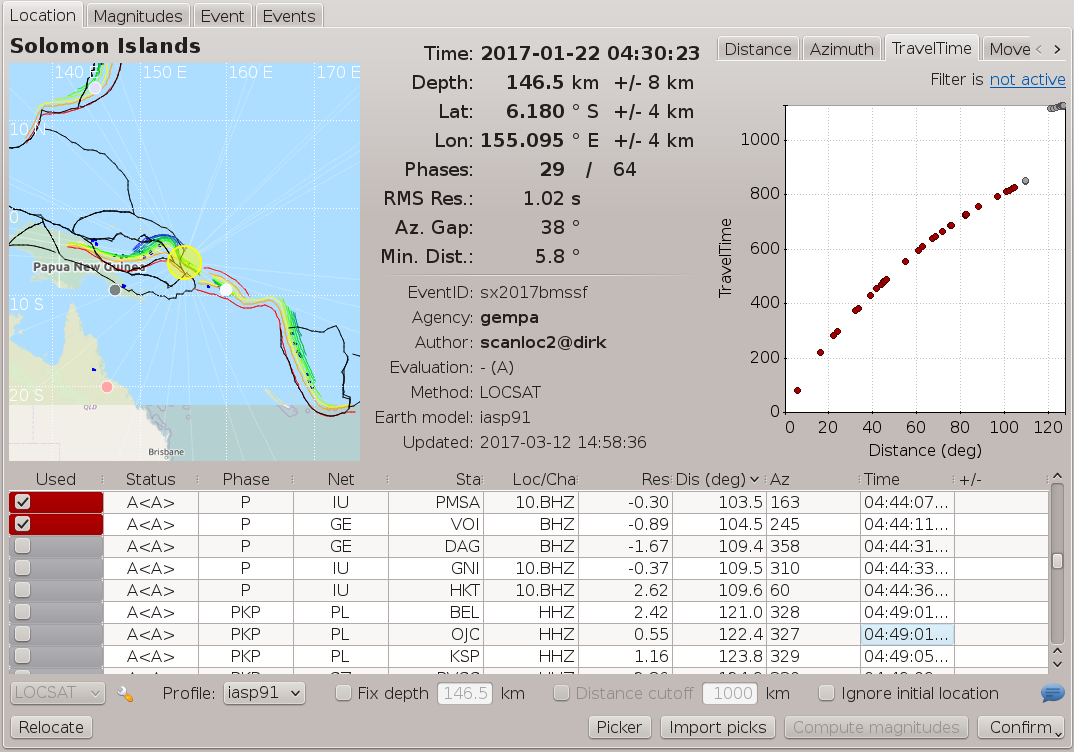 Location Magnitudes Event Events
Solomon Islands
140 E 150 E 160 E 170 E
10 N
0
Papua New Guinea
10 S
20 S
QLD
Brisbane
Time: 2017-01-22 04:30:23
Depth: 146.5 km +/- 8 km
Lat: 6.180 ° S +/- 4 km
Lon: 155.095 ° E +/- 4 km
Phases: 29 / 64
RMS Res.: 1.02 s
Az. Gap: 38 °
Min. Dist.: 5.8 °
EventID: sx2017bmssf
Agency: gempa
Author: scanloc2@dirk
Evaluation: - (A)
Method: LOCSAT
Earth model: iasp91
Updated: 2017-03-12 14:58:36
Distance Azimuth TravelTime Move
Filter is not active
TravelTime
1000
800
600
400
200
0
0 20 40 60 80 100 120
Distance (deg)
Used Status Phase Net Sta Loc/Cha Res Dis (deg) Az Time +/-
A<A> P IU PMSA 10.BHZ -0.30 103.5 163 04:44:07...
A<A> P GE VOI BHZ -0.89 104.5 245 04:44:11...
A<A> P GE DAG BHZ -1.67 109.4 358 04:44:31...
A<A> P IU GNI 10.BHZ -0.37 109.5 310 04:44:33...
A<A> P IU HKT 10.BHZ 2.62 109.6 60 04:44:36...
A<A> PKP PL BEL HHZ 2.42 121.0 328 04:49:01...
A<A> PKP PL OJC HHZ 0.55 122.4 327 04:49:01...
A<A> PKP PL KSP HHZ 1.16 123.8 329 04:49:05...
LOCSAT Profile: iasp91 Fix depth 146.5 km Distance cutoff 1000 km Ignore initial location
Relocate Picker Import picks Compute magnitudes Confirm